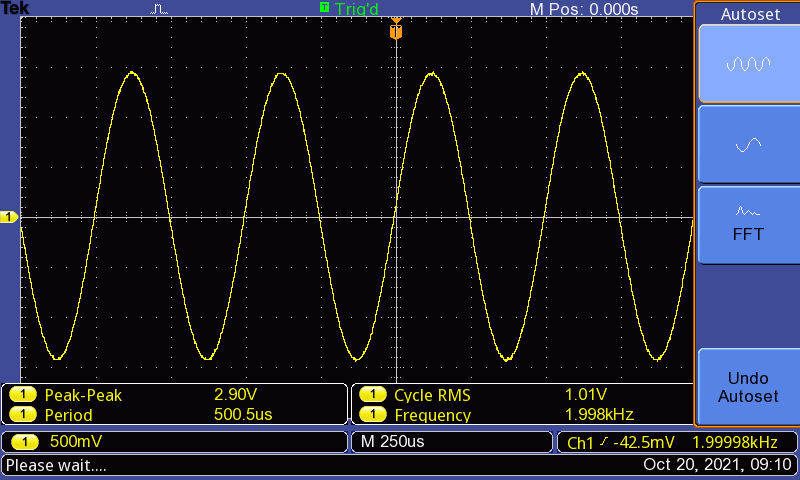 Tek T Trig'd M Pos: 0.000s Autoset
T
1
FFT
1 Peak-Peak 2.90V 1 Cycle RMS 1.01V
1 Period 500.5us 1 Frequency 1.998kHz
Undo
Autoset
1 500mV M 250us Ch1 -42.5mV 1.99998kHz
Please wait.... Oct 20, 2021, 09:10